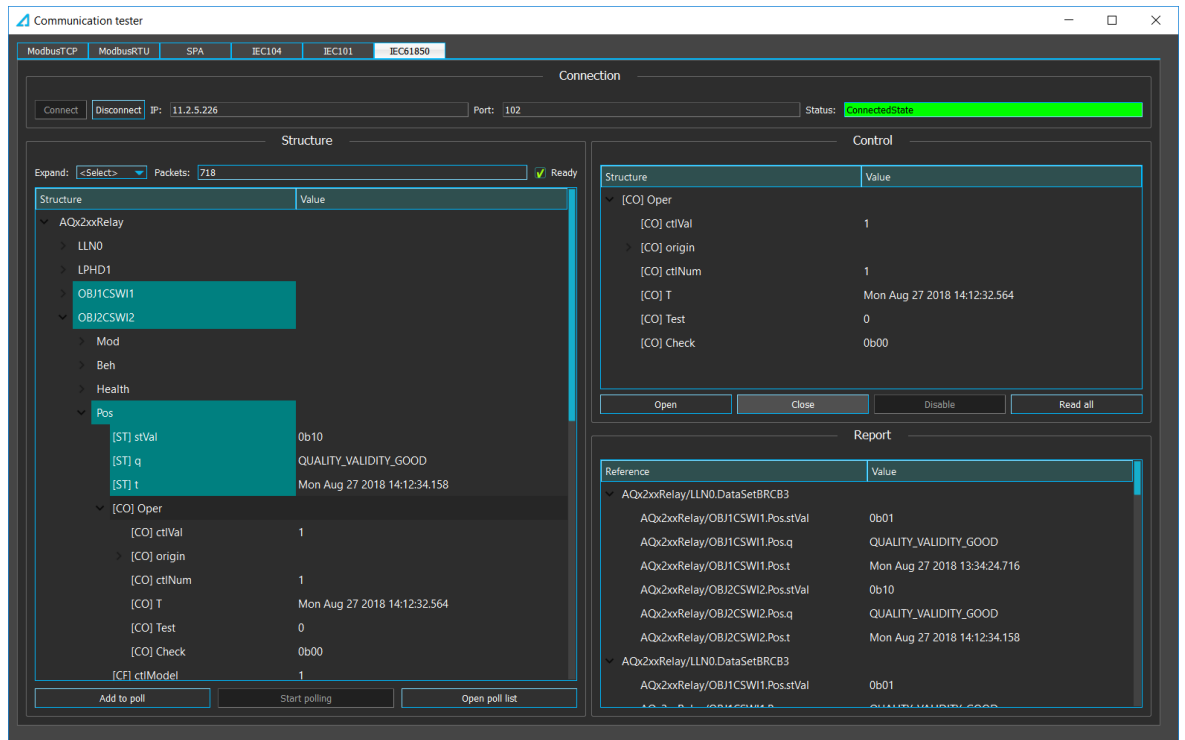 Communication tester
ModbusTCP ModbusRTU SPA IEC104 IEC101 IEC61850
Connection
Connect Disconnect IP: 11.2.5.226 Port: 102 Status: ConnectedState
Structure
Expand: <Select> Packets: 718 Ready
Structure Value
AQx2xxRelay
LLN0
LPHD1
OBJ1CSWI1
OBJ2CSWI2
Mod
Beh
Health
Pos
[ST] stVal 0b10
[ST] q QUALITY_VALIDITY_GOOD
[ST] t Mon Aug 27 2018 14:12:34.158
[CO] Oper
[CO] ctlVal 1
[CO] origin
[CO] ctlNum 1
[CO] T Mon Aug 27 2018 14:12:32.564
[CO] Test 0
[CO] Check 0b00
[CF] ctlModel 1
Add to poll Start polling Open poll list
Control
Structure Value
[CO] Oper
[CO] ctlVal 1
[CO] origin
[CO] ctlNum 1
[CO] T Mon Aug 27 2018 14:12:32.564
[CO] Test 0
[CO] Check 0b00
Open Close Disable Read all
Report
Reference Value
AQx2xxRelay/LLN0.DataSetBRCB3
AQx2xxRelay/OBJ1CSWI1.Pos.stVal 0b01
AQx2xxRelay/OBJ1CSWI1.Pos.q QUALITY_VALIDITY_GOOD
AQx2xxRelay/OBJ1CSWI1.Pos.t Mon Aug 27 2018 13:34:24.716
AQx2xxRelay/OBJ2CSWI2.Pos.stVal 0b10
AQx2xxRelay/OBJ2CSWI2.Pos.q QUALITY_VALIDITY_GOOD
AQx2xxRelay/OBJ2CSWI2.Pos.t Mon Aug 27 2018 14:12:34.158
AQx2xxRelay/LLN0.DataSetBRCB3
AQx2xxRelay/OBJ1CSWI1.Pos.stVal 0b01
QUALITY_VALIDITY_GOOD